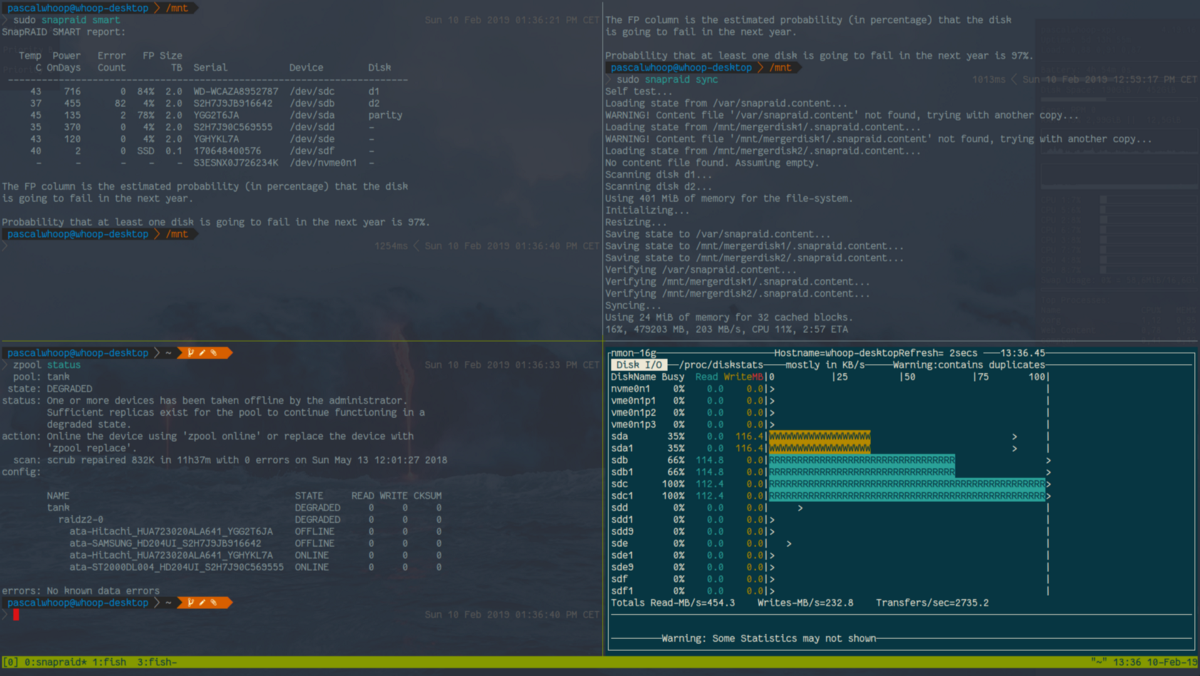 pascalwhoop@whoop-desktop /mnt
sudo snapraid smart Sun 10 Feb 2019 01:36:21 PM CET
SnapRAID SMART report:
Temp Power Error FP Size
C OnDays Count TB Serial Device Disk
43 716 0 84% 2.0 WD-WCAZA8952787 /dev/sdc d1
37 455 82 4% 2.0 S2H7J9JB916642 /dev/sdb d2
45 135 2 78% 2.0 YGG2T6JA /dev/sda parity
35 370 0 4% 2.0 S2H7J90C569555 /dev/sdd -
43 120 0 4% 2.0 YGHYKL7A /dev/sde -
40 2 0 SSD 0.1 170648400576 /dev/sdf -
- - - - - S3ESNX0J726234K /dev/nvme0n1 -
The FP column is the estimated probability (in percentage) that the disk
is going to fail in the next year.
Probability that at least one disk is going to fail in the next year is 97%.
pascalwhoop@whoop-desktop /mnt
1254ms Sun 10 Feb 2019 01:36:40 PM CET
The FP column is the estimated probability (in percentage) that the disk
is going to fail in the next year.
Probability that at least one disk is going to fail in the next year is 97%.
pascalwhoop@whoop-desktop /mnt
sudo snapraid sync 1013ms Sun 10 Feb 2019 12:59:17 PM CET
Self test...
Loading state from /var/snapraid.content...
WARNING! Content file '/var/snapraid.content' not found, trying with another copy...
Loading state from /mnt/mergerdisk1/.snapraid.content...
WARNING! Content file '/mnt/mergerdisk1/.snapraid.content' not found, trying with another copy...
Loading state from /mnt/mergerdisk2/.snapraid.content...
No content file found. Assuming empty.
Scanning disk d1...
Scanning disk d2...
Using 401 MiB of memory for the file-system.
Initializing...
Resizing...
Saving state to /var/snapraid.content...
Saving state to /mnt/mergerdisk1/.snapraid.content...
Saving state to /mnt/mergerdisk2/.snapraid.content...
Verifying /var/snapraid.content...
Verifying /mnt/mergerdisk1/.snapraid.content...
Verifying /mnt/mergerdisk2/.snapraid.content...
Syncing...
Using 24 MiB of memory for 32 cached blocks.
16%, 479203 MB, 203 MB/s, CPU 11%, 2:57 ETA
pascalwhoop@whoop-desktop ~
zpool status Sun 10 Feb 2019 01:36:33 PM CET
pool: tank
state: DEGRADED
status: One or more devices has been taken offline by the administrator.
Sufficient replicas exist for the pool to continue functioning in a
degraded state.
action: Online the device using 'zpool online' or replace the device with
'zpool replace'.
scan: scrub repaired 832K in 11h37m with 0 errors on Sun May 13 12:01:27 2018
config:
NAME STATE READ WRITE CKSUM
tank DEGRADED 0 0 0
raidz2-0 DEGRADED 0 0 0
ata-Hitachi_HUA723020ALA641_YGG2T6JA OFFLINE 0 0 0
ata-SAMSUNG_HD204UI_S2H7J9JB916642 OFFLINE 0 0 0
ata-Hitachi_HUA723020ALA641_YGHYKL7A ONLINE 0 0 0
ata-ST2000DL004_HD204UI_S2H7J90C569555 ONLINE 0 0 0
errors: No known data errors
pascalwhoop@whoop-desktop ~
Sun 10 Feb 2019 01:36:40 PM CET
nmon-16g Hostname=whoop-desktopRefresh= 2secs 13:36.45
Disk I/O /proc/diskstats mostly in KB/s Warning:contains duplicates
DiskName Busy Read WriteMB|0 |25 |50 |75 100|
nvme0n1 0% 0.0 0.0|> |
vme0n1p1 0% 0.0 0.0|> |
vme0n1p2 0% 0.0 0.0|> |
vme0n1p3 0% 0.0 0.0|> |
sda 35% 0.0 116.4|WWWWWWWWWWWWWWWWWW > |
sda1 35% 0.0 116.4|WWWWWWWWWWWWWWWWWW > |
sdb 66% 114.8 0.0|RRRRRRRRRRRRRRRRRRRRRRRRRRRRRRRRR >
sdb1 66% 114.8 0.0|RRRRRRRRRRRRRRRRRRRRRRRRRRRRRRRRR >
sdc 100% 112.4 0.0|RRRRRRRRRRRRRRRRRRRRRRRRRRRRRRRRRRRRRRRRRRRRRRRRR>
sdc1 100% 112.4 0.0|RRRRRRRRRRRRRRRRRRRRRRRRRRRRRRRRRRRRRRRRRRRRRRRRR>
sdd 0% 0.0 0.0| > |
sdd1 0% 0.0 0.0|> |
sdd9 0% 0.0 0.0|> |
sde 0% 0.0 0.0| > |
sde1 0% 0.0 0.0|> |
sde9 0% 0.0 0.0|> |
sdf 0% 0.0 0.0|> |
sdf1 0% 0.0 0.0|> |
Totals Read-MB/s=454.3 Writes-MB/s=232.8 Transfers/sec=2735.2
Warning: Some Statistics may not shown
[0] 0:snapraid* 1:fish 3:fish- "~" 13:36 10-Feb-19